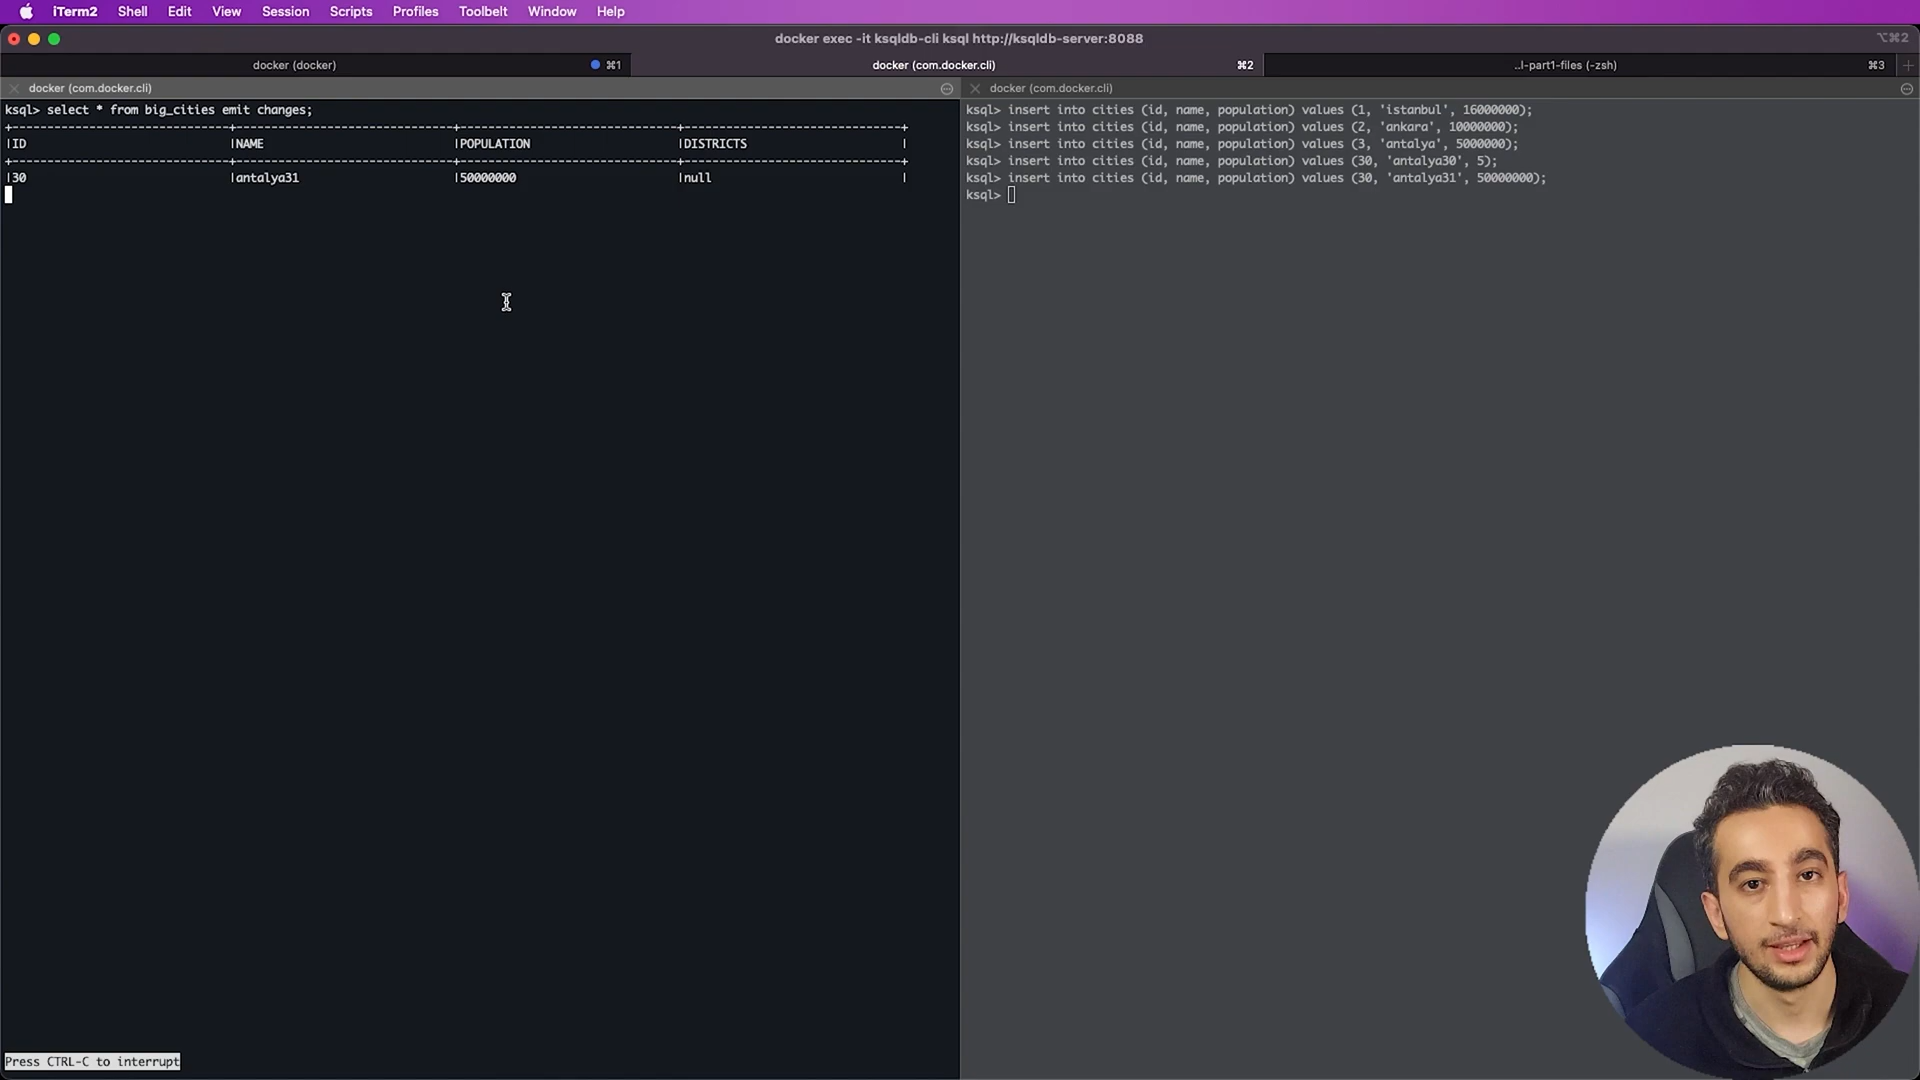 iTerm2 Shell Edit View Session Scripts Profiles Toolbelt Window Help
docker exec -it ksqldb-cli ksql http://ksqldb-server:8088
⌥⌘2
docker (docker) ⌘1
docker (com.docker.cli) ⌘2
..l-part1-files (-zsh) ⌘3
docker (com.docker.cli)
ksql> select * from big_cities emit changes;
|ID |NAME |POPULATION |DISTRICTS |
|30 |antalya31 |50000000 |null |
Press CTRL-C to interrupt
docker (com.docker.cli)
ksql> insert into cities (id, name, population) values (1, 'istanbul', 16000000);
ksql> insert into cities (id, name, population) values (2, 'ankara', 10000000);
ksql> insert into cities (id, name, population) values (3, 'antalya', 5000000);
ksql> insert into cities (id, name, population) values (30, 'antalya30', 5);
ksql> insert into cities (id, name, population) values (30, 'antalya31', 50000000);
ksql>